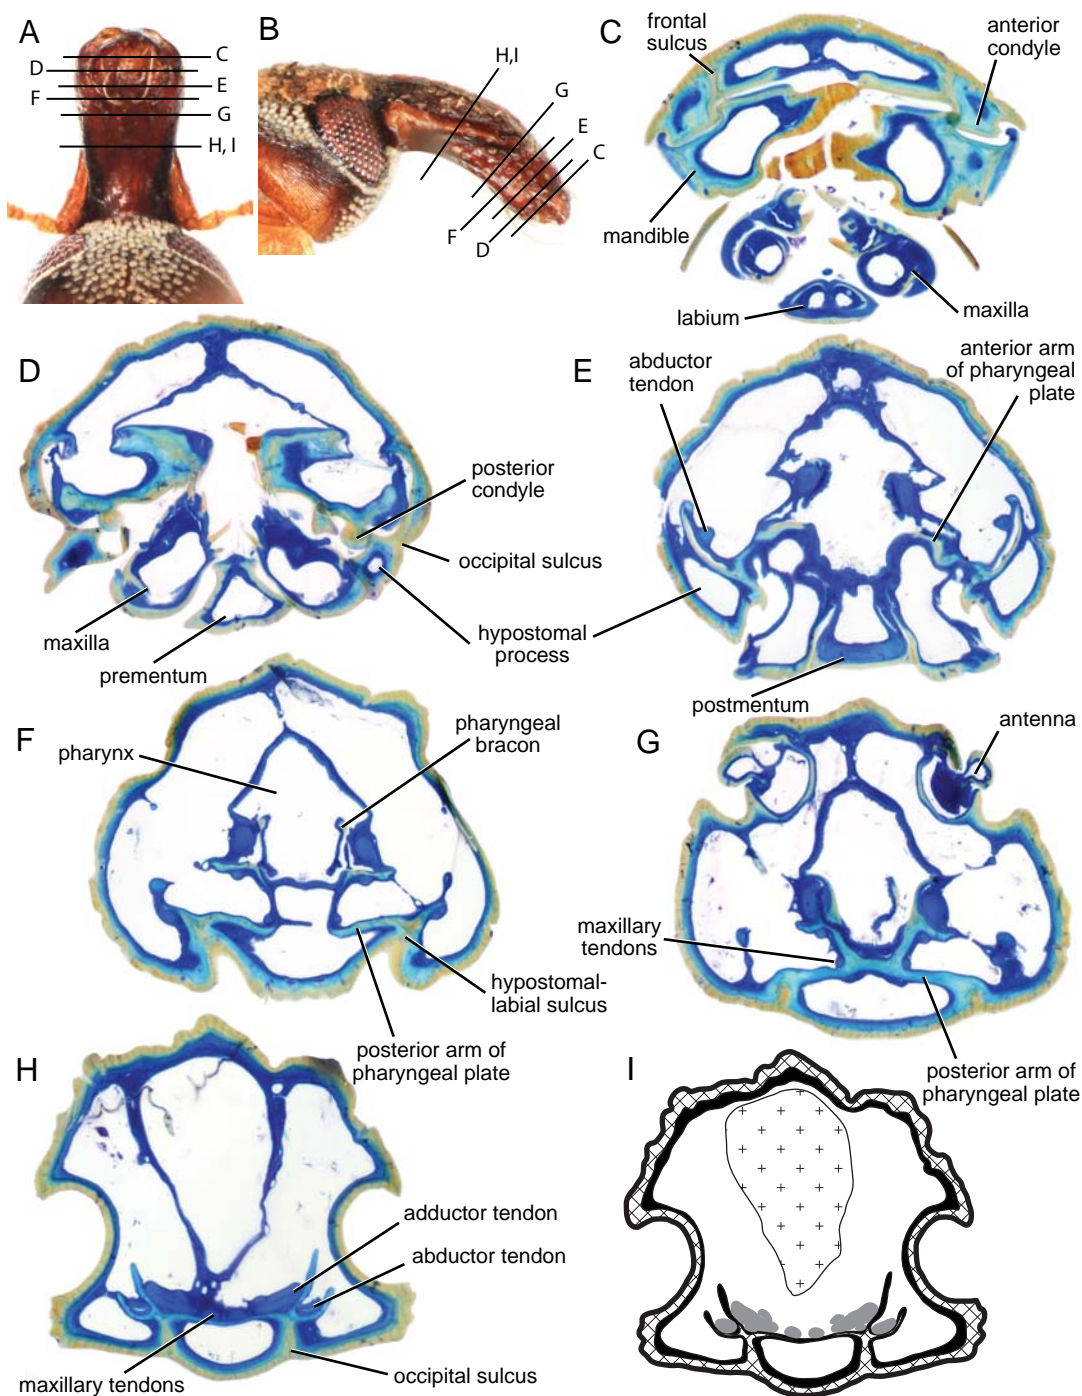 A
C
D
E
F
G
H, I
B
H,I
G
E
C
F
D
C
frontal
sulcus
anterior
condyle
mandible
labium
maxilla
D
posterior
condyle
occipital sulcus
maxilla
prementum
hypostomal
process
E
abductor
tendon
anterior arm
of pharyngeal
plate
postmentum
F
pharynx
pharyngeal
bracon
hypostomal-
labial sulcus
posterior arm of
pharyngeal plate
G
antenna
maxillary
tendons
posterior arm of
pharyngeal plate
H
adductor tendon
abductor tendon
occipital sulcus
maxillary tendons
I